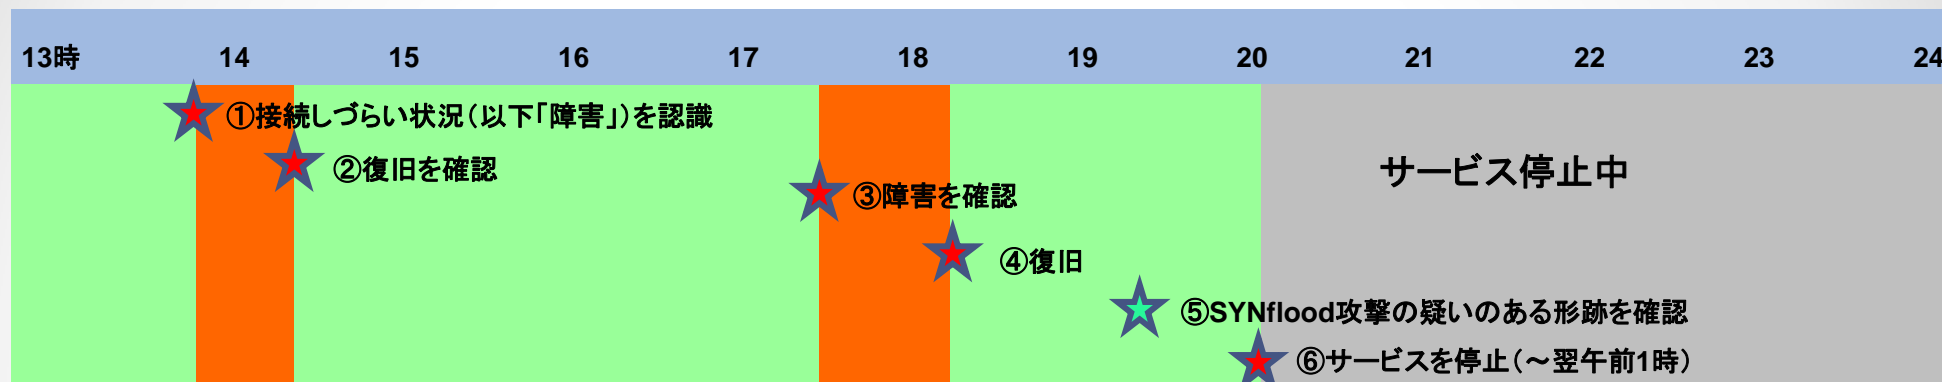 13時 14 15 16 17 18 19 20 21 22 23 24
①接続しづらい状況（以下「障害」）を認識
②復旧を確認
サービス停止中
③障害を確認
④復旧
⑤SYNflood攻撃の疑いのある形跡を確認
⑥サービスを停止（～翌午前1時）